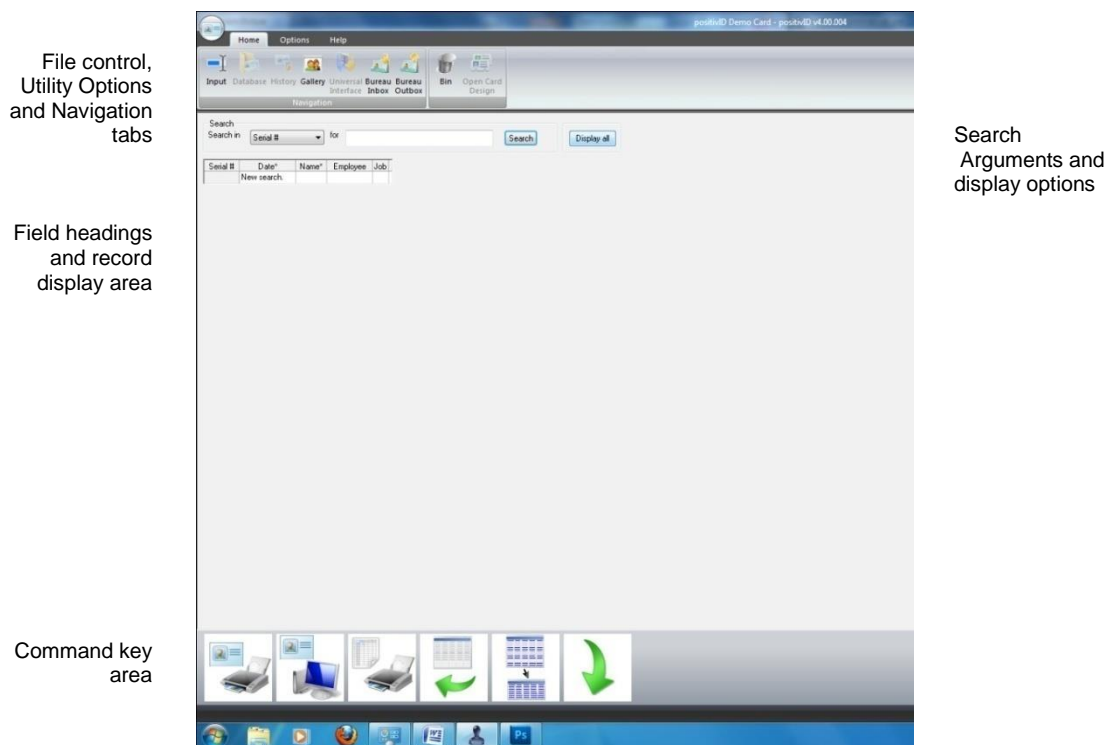 positivID Demo Card - positivID v4.00.004
Home Options Help
File control,
Utility Options
and Navigation
tabs
Input Database History Gallery Universal Interface Bureau Inbox Bureau Outbox Bin Open Card Design
Navigation
Search
Search in Serial # for Search Display all
Search
Arguments and
display options
Serial # Date* Name* Employee Job
New search.
Field headings
and record
display area
Command key
area
Ps